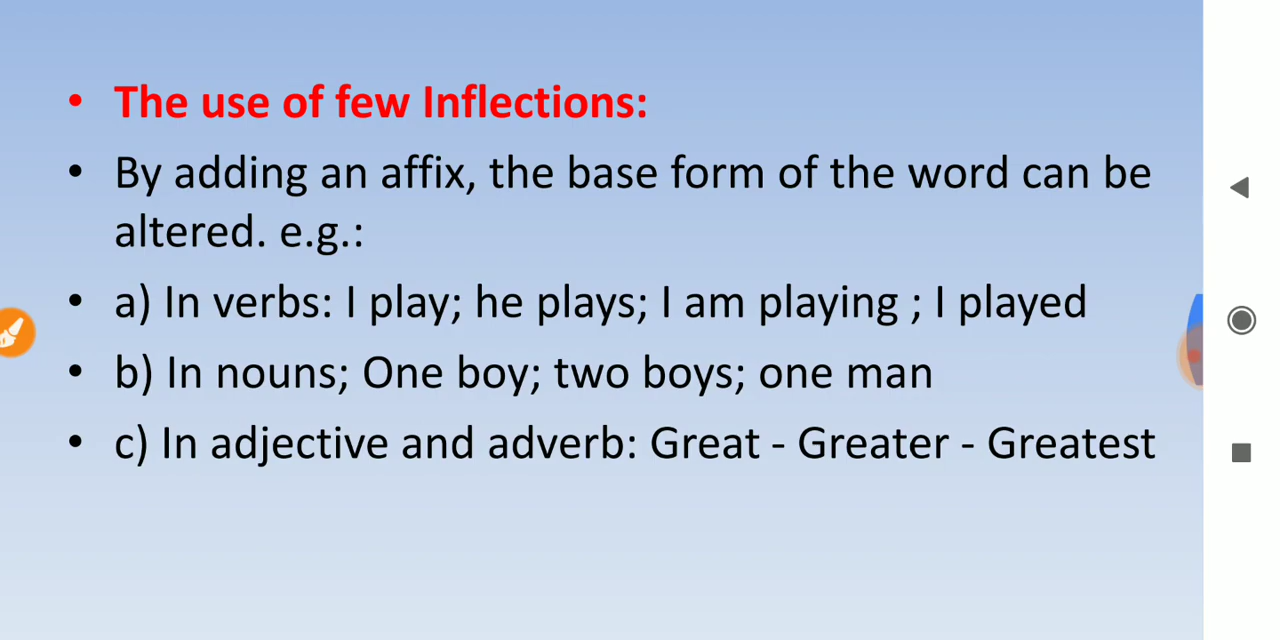 • The use of few Inflections:
• By adding an affix, the base form of the word can be
altered. e.g.:
• a) In verbs: I play; he plays; I am playing ; I played
• b) In nouns; One boy; two boys; one man
• c) In adjective and adverb: Great - Greater - Greatest